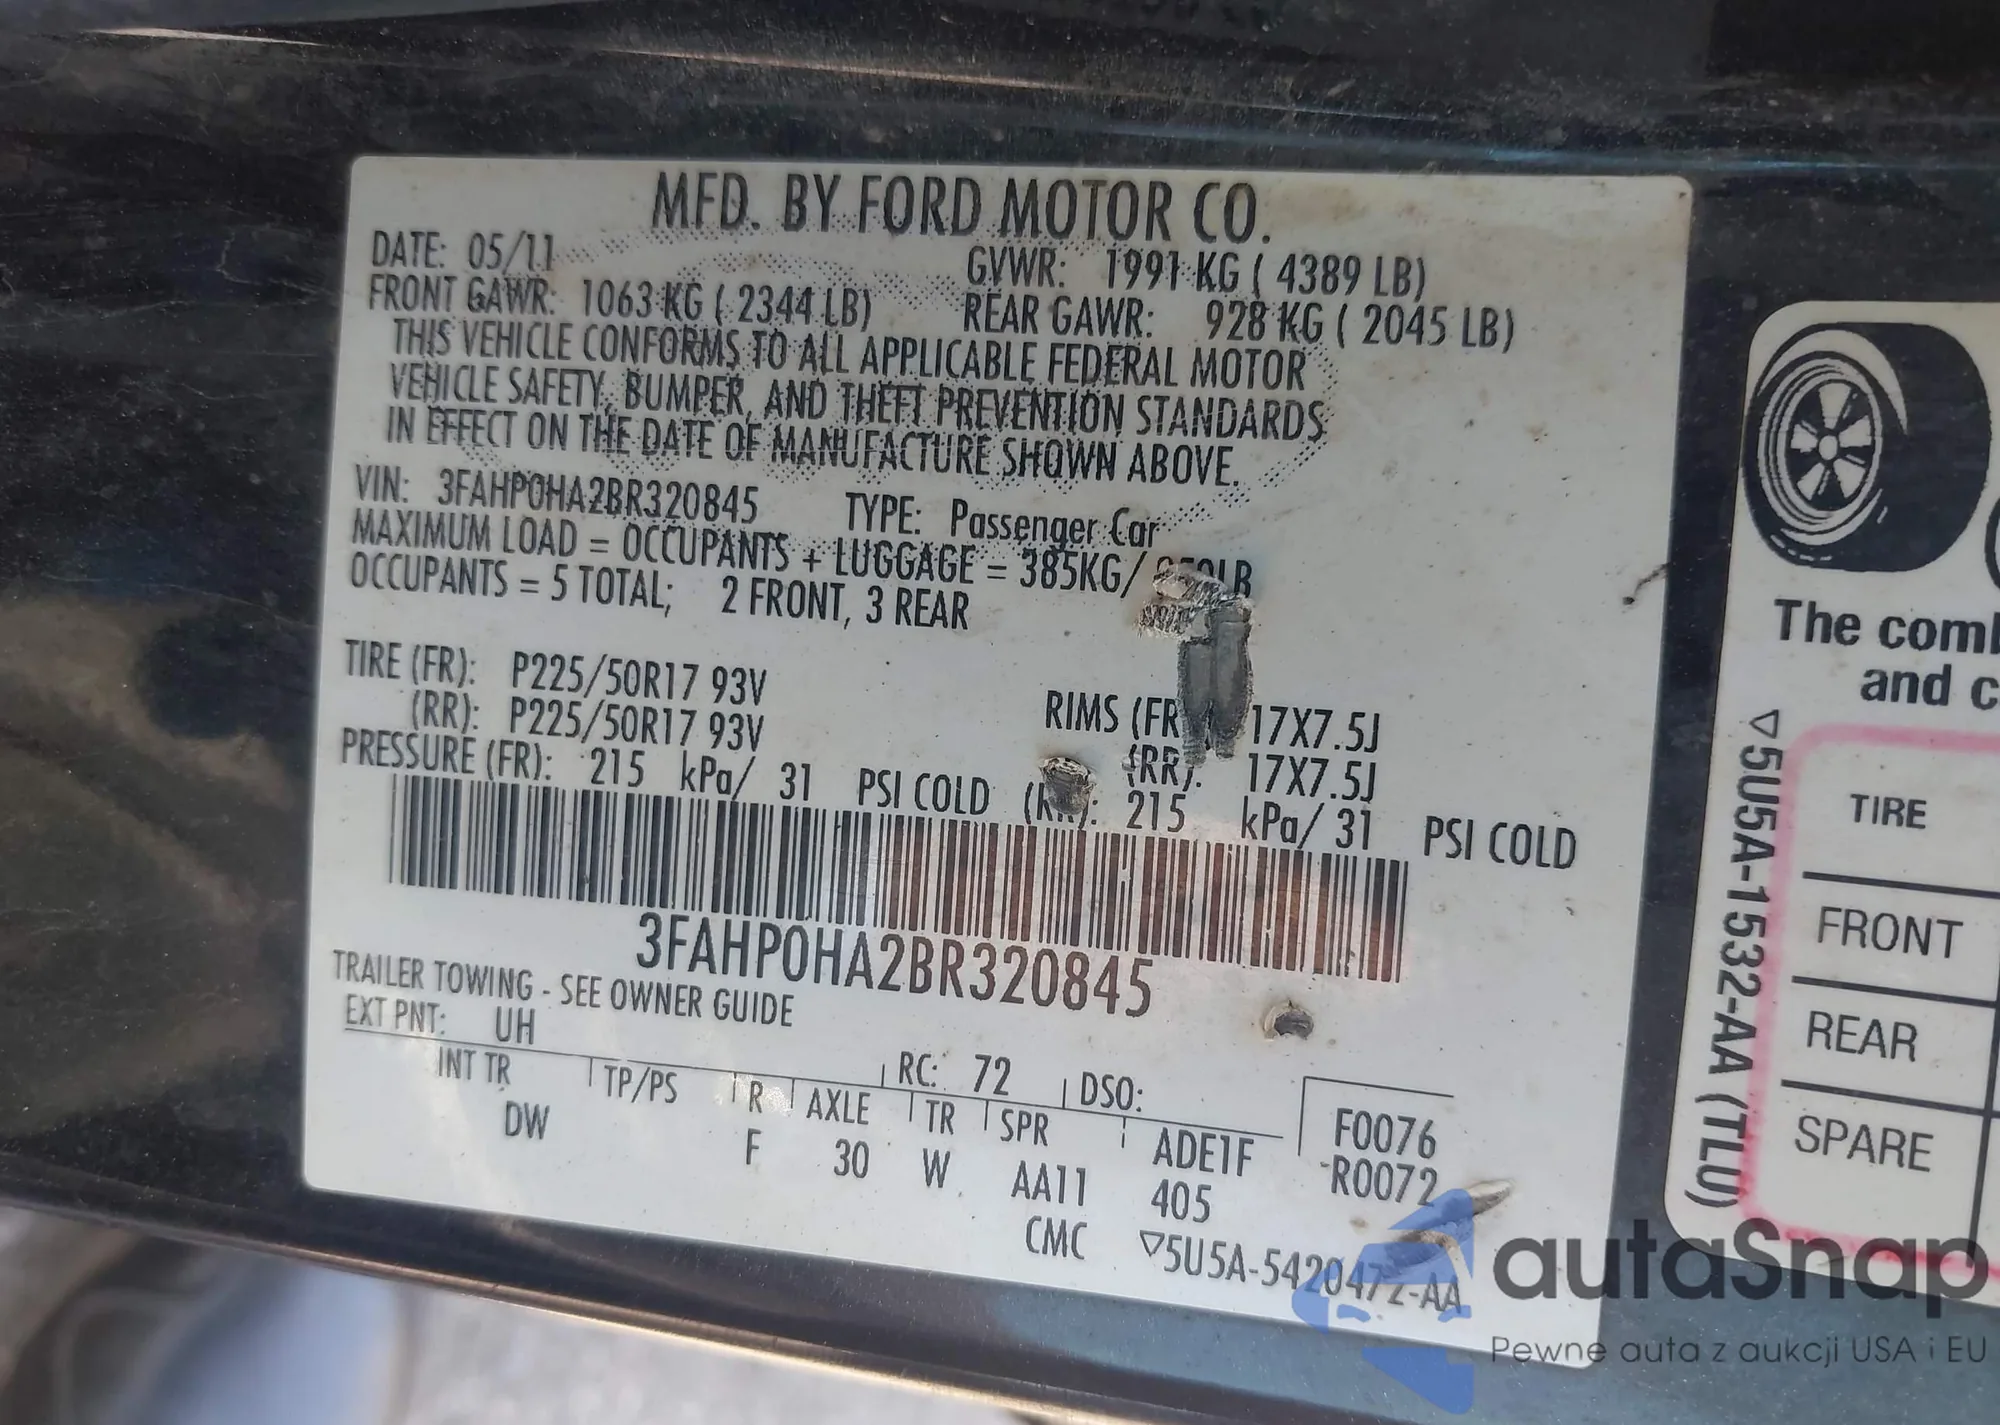 MFD. BY FORD MOTOR CO.
DATE: 05/11 GVWR: 1991 KG ( 4389 LB)
FRONT GAWR: 1063 KG ( 2344 LB) REAR GAWR: 928 KG ( 2045 LB)
THIS VEHICLE CONFORMS TO ALL APPLICABLE FEDERAL MOTOR
VEHICLE SAFETY, BUMPER, AND THEFT PREVENTION STANDARDS
IN EFFECT ON THE DATE OF MANUFACTURE SHOWN ABOVE.
VIN: 3FAHP0HA2BR320845 TYPE: Passenger Car
MAXIMUM LOAD = OCCUPANTS + LUGGAGE = 385KG/
OCCUPANTS = 5 TOTAL; 2 FRONT, 3 REAR
TIRE (FR): P225/50R17 93V RIMS (FR 17X7.5J
(RR): P225/50R17 93V (RR): 17X7.5J
PRESSURE (FR): 215 kPa/ 31 PSI COLD 215 kPa/ 31 PSI COLD
3FAHP0HA2BR320845
TRAILER TOWING - SEE OWNER GUIDE
EXT PNT: UH RC: 72 DSO:
INT TR TP/PS R AXLE TR SPR ADE1F F0076
DW F 30 W AA11 405 R0072
CMC ▽5U5A-5420472-AA
The com
and c
▽5U5A-1532-AA (TLU)
TIRE
FRONT
REAR
SPARE
autaSnap
Pewne auta z aukcji USA i EU